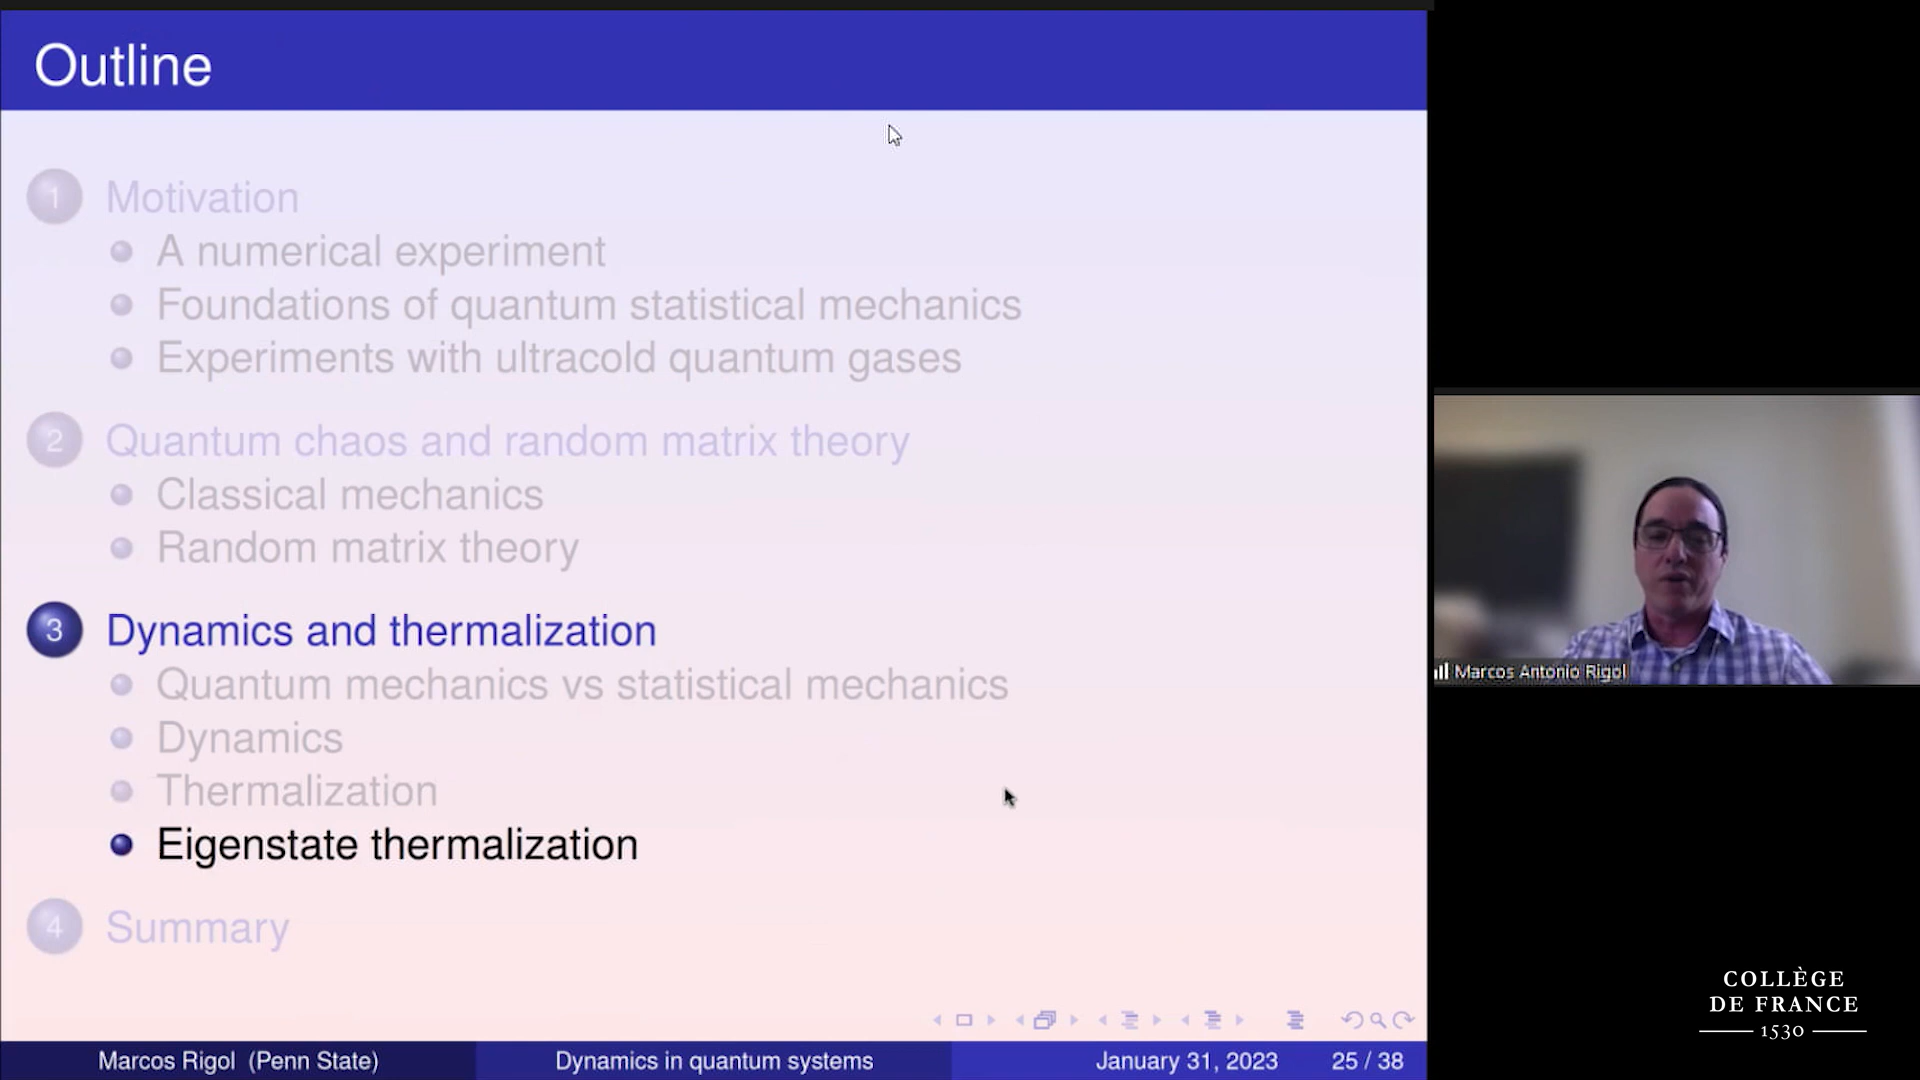 Outline
1 Motivation
A numerical experiment
Foundations of quantum statistical mechanics
Experiments with ultracold quantum gases
2 Quantum chaos and random matrix theory
Classical mechanics
Random matrix theory
3 Dynamics and thermalization
Quantum mechanics vs statistical mechanics
Dynamics
Thermalization
Eigenstate thermalization
4 Summary
Marcos Rigol (Penn State) Dynamics in quantum systems January 31, 2023 25 / 38
Marcos Antonio Rigol
COLLÈGE
DE FRANCE
1530